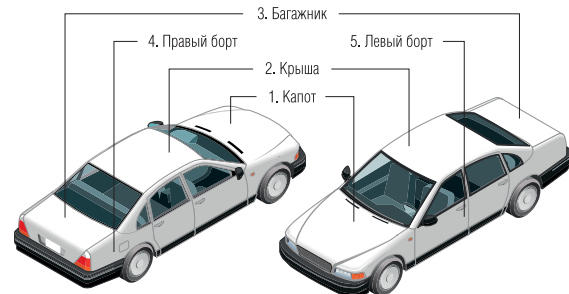 3. Багажник
4. Правый борт
5. Левый борт
2. Крыша
1. Капот